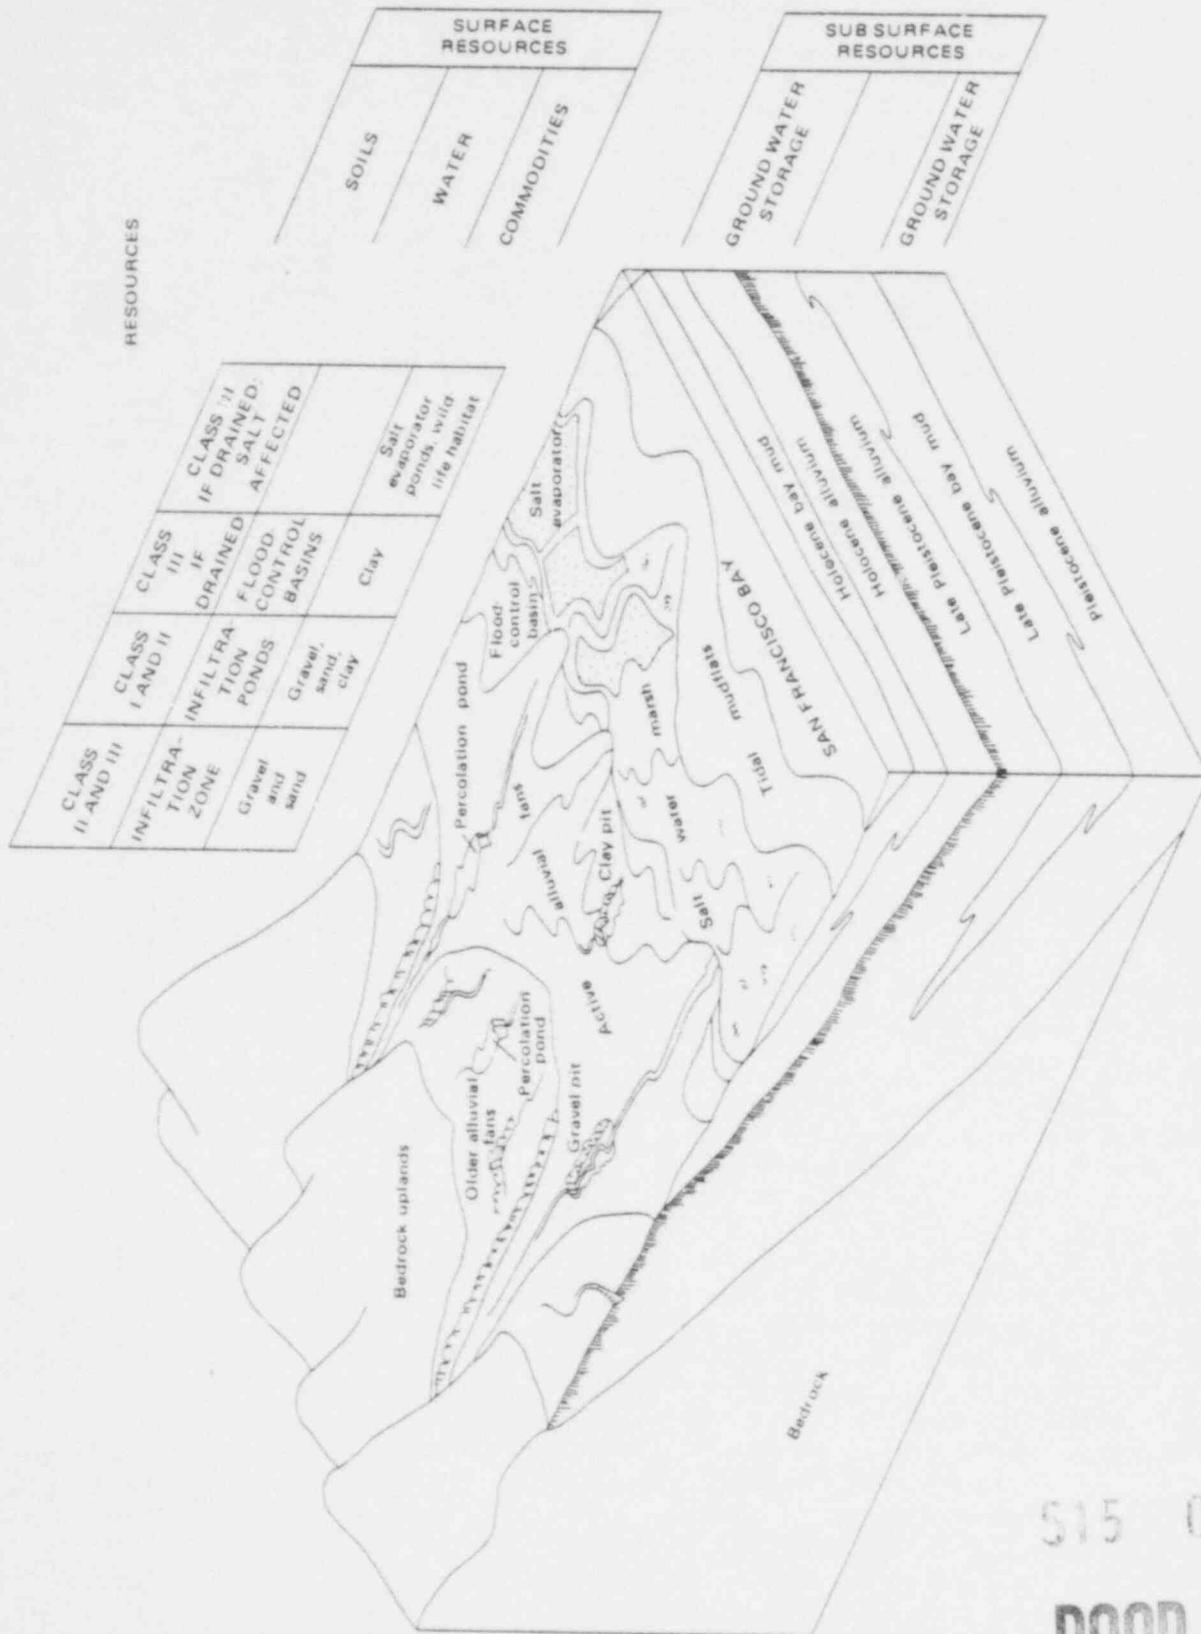 RESOURCES
SURFACE
RESOURCES
SOILS
WATER
COMMODITIES
SUBSURFACE
RESOURCES
GROUND WATER
STORAGE
GROUND WATER
STORAGE
CLASS
II AND III
CLASS
I AND II
CLASS
III
IF
DRAINED
CLASS III
IF DRAINED;
SALT
AFFECTED
INFILTRA-
TION
ZONE
INFILTRA-
TION
PONDS
FLOOD-
CONTROL
BASINS
Gravel
and
sand
Gravel,
sand,
clay
Clay
Salt
evaporator
ponds, wild-
life habitat
Bedrock uplands
Older alluvial
fans
Percolation
pond
Gravel pit
Percolation pond
Flood-
control
basin
Salt
evaporator
Active
alluvial
fans
Clay pit
Salt
water
marsh
Tidal
mudflats
SAN FRANCISCO BAY
Holocene bay mud
Holocene alluvium
Late Pleistocene alluvium
Late Pleistocene bay mud
Pleistocene alluvium
Bedrock
515
POOR